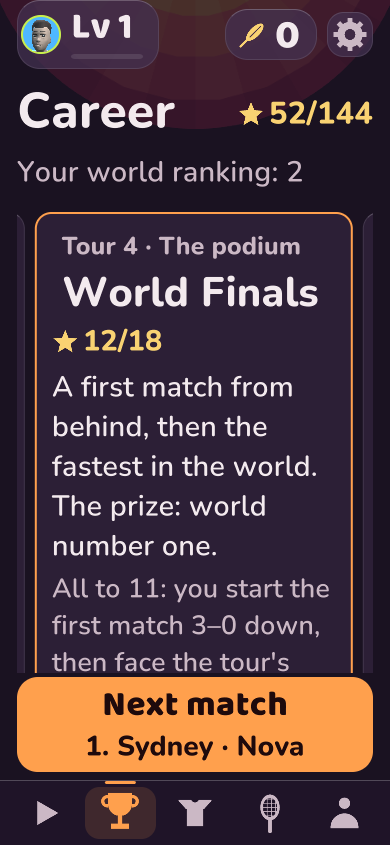 Lv 1
0
Career
52/144
Your world ranking: 2
Tour 4 · The podium
World Finals
12/18
A first match from
behind, then the
fastest in the world.
The prize: world
number one.
All to 11: you start the
first match 3–0 down,
then face the tour's
Next match
1. Sydney · Nova